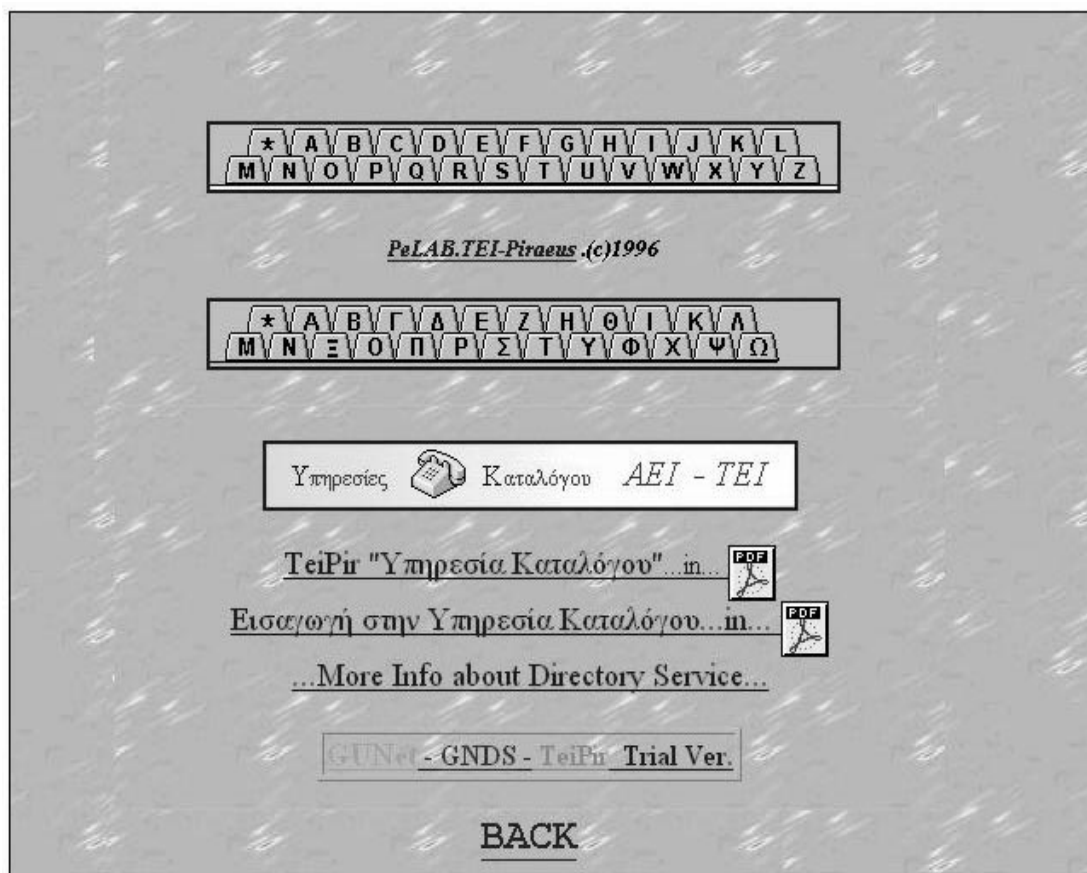 * A B C D E F G H I J K L
M N O P Q R S T U V W X Y Z
PeLAB.TEI-Piraeus .(c)1996
* Α Β Γ Δ Ε Ζ Η Θ Ι Κ Λ
Μ Ν Ξ Ο Π Ρ Σ Τ Υ Φ Χ Ψ Ω
Υπηρεσίες Καταλόγου ΑΕΙ - ΤΕΙ
TeiPir "Υπηρεσία Καταλόγου"...in... PDF
Εισαγωγή στην Υπηρεσία Καταλόγου...in... PDF
...More Info about Directory Service...
GUNet - GNDS - TeiPir Trial Ver.
BACK